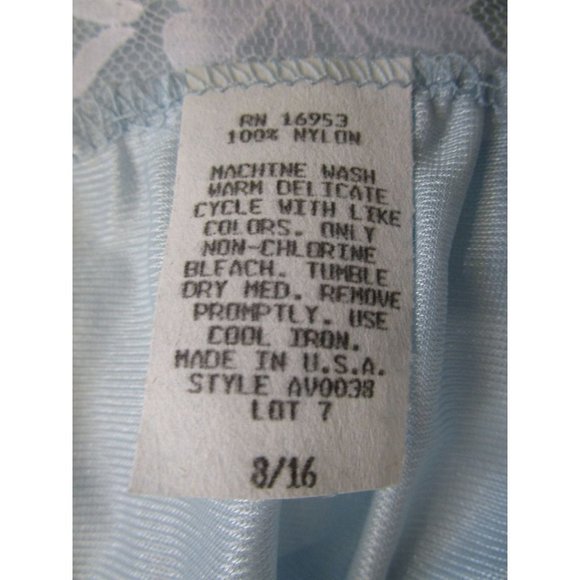 RN 16953
100% NYLON
MACHINE WASH
WARM DELICATE
CYCLE WITH LIKE
COLORS. ONLY
NON-CHLORINE
BLEACH. TUMBLE
DRY MED. REMOVE
PROMPTLY. USE
COOL IRON.
MADE IN U.S.A.
STYLE AV0038
LOT 7
8/16